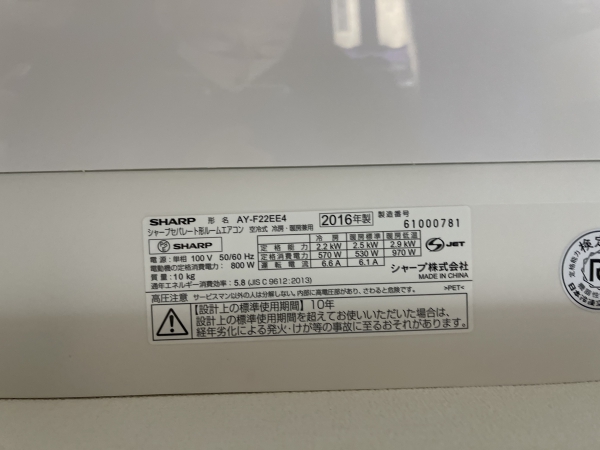 SHARP 形名 AY-F22EE4 2016年製 製造番号 61000781
シャープセパレート形ルームエアコン 空冷式 冷房・暖房兼用
SHARP
電源:単相 100 V 50/60 Hz
電動機の定格消費電力: 800 W
質量:10 kg
通年エネルギー消費効率:5.8 (JIS C 9612:2013)
冷房 暖房標準 暖房低温
定格能力 2.2 kW 2.5 kW 2.9 kW
定格消費電力 570 W 530 W 970 W
運転電流 6.6 A 6.1 A
JET
シャープ株式会社
MADE IN CHINA
>PET<
高圧注意 サービスマン以外の人は分解しない。内部に高電圧部があり、さわると危険です。
【設計上の標準使用期間】10年
設計上の標準使用期間を超えてお使いいただいた場合は、
経年劣化による発火・けが等の事故に至るおそれがあります。
定格能力
検定